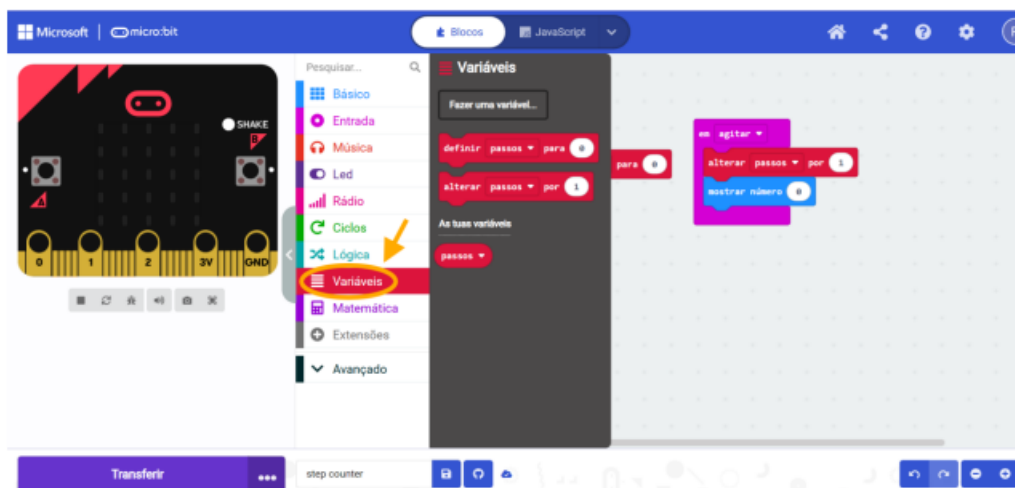 Microsoft | micro:bit
Blocos
JavaScript
SHAKE
B
A
0 1 2 3V GND
Pesquisar...
Básico
Entrada
Música
Led
Rádio
Ciclos
Lógica
Variáveis
Matemática
Extensões
Avançado
Variáveis
Fazer uma variável...
definir passos para 0
alterar passos por 1
As tuas variáveis
passos
para 0
em agitar
alterar passos por 1
mostrar número 0
Transferir
step counter